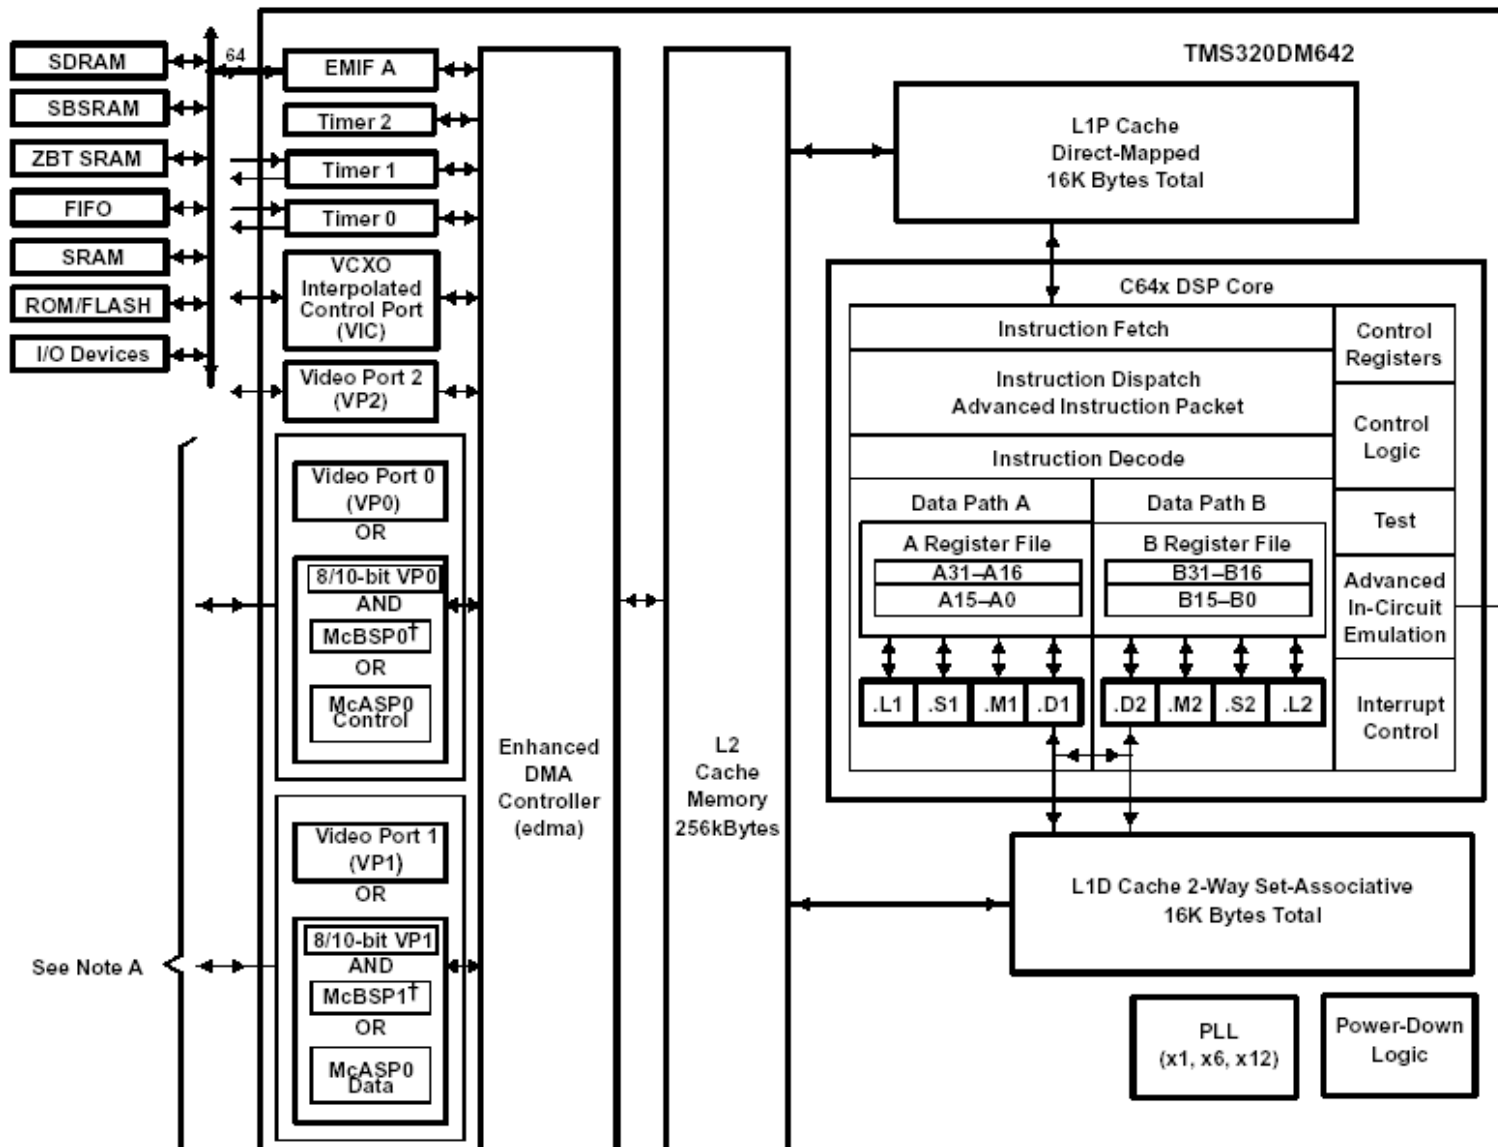 SDRAM
SBSRAM
ZBT SRAM
FIFO
SRAM
ROM/FLASH
I/O Devices
64
EMIF A
Timer 2
Timer 1
Timer 0
VCXO
Interpolated
Control Port
(VIC)
Video Port 2
(VP2)
Video Port 0
(VP0)
OR
8/10-bit VP0
AND
McBSP0†
OR
McASP0
Control
Video Port 1
(VP1)
OR
8/10-bit VP1
AND
McBSP1†
OR
McASP0
Data
See Note A
Enhanced
DMA
Controller
(edma)
L2
Cache
Memory
256kBytes
TMS320DM642
L1P Cache
Direct-Mapped
16K Bytes Total
C64x DSP Core
Instruction Fetch
Instruction Dispatch
Advanced Instruction Packet
Instruction Decode
Data Path A
A Register File
A31–A16
A15–A0
.L1
.S1
.M1
.D1
Data Path B
B Register File
B31–B16
B15–B0
.D2
.M2
.S2
.L2
Control
Registers
Control
Logic
Test
Advanced
In-Circuit
Emulation
Interrupt
Control
L1D Cache 2-Way Set-Associative
16K Bytes Total
PLL
(x1, x6, x12)
Power-Down
Logic